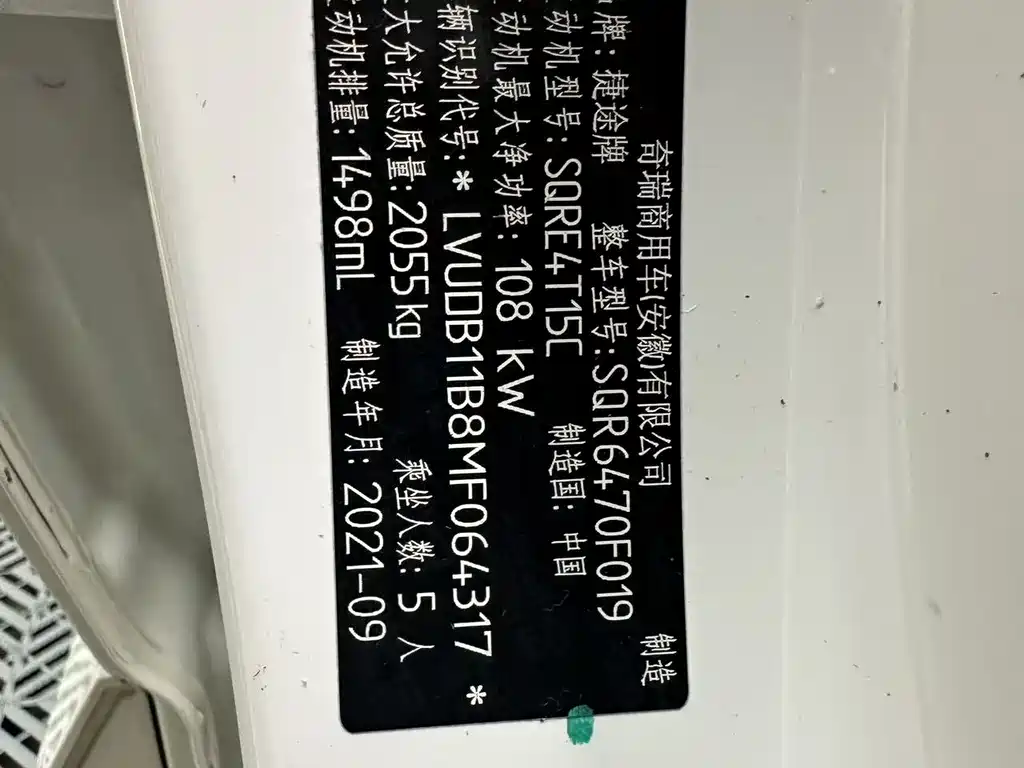 奇瑞商用车(安徽)有限公司 制造
牌: 捷途牌 整车型号:SQR6470F019
动机型号: SQRE4T15C 制造国: 中国
动机最大净功率: 108 kW
辆识别代号: * LVUDB11B8MF064317 *
大允许总质量: 2055kg 乘坐人数: 5 人
动机排量: 1498mL 制造年月: 2021-09